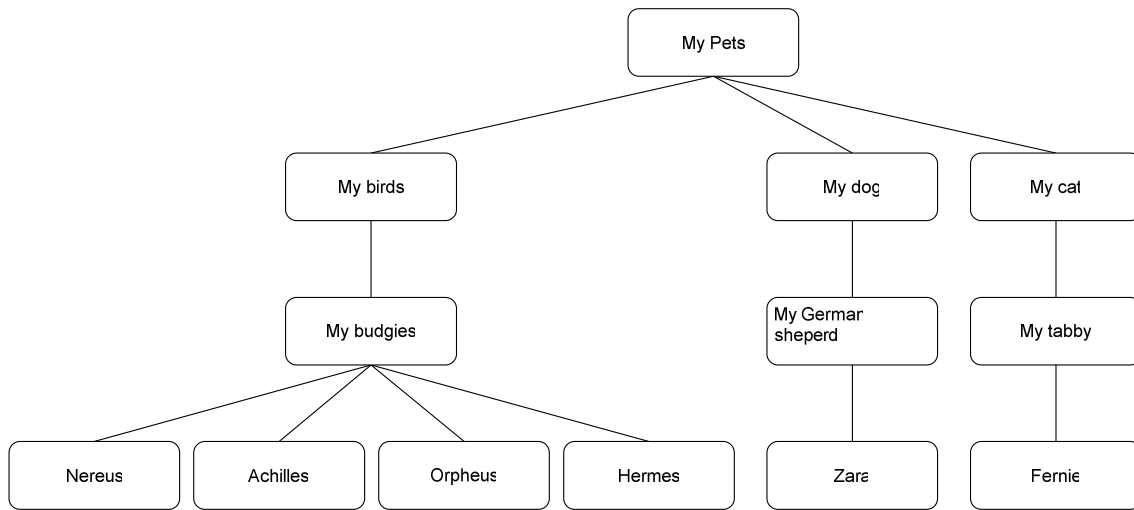 My Pets
My birds
My dog
My cat
My budgies
My German
sheperd
My tabby
Nereus
Achilles
Orpheus
Hermes
Zara
Fernie